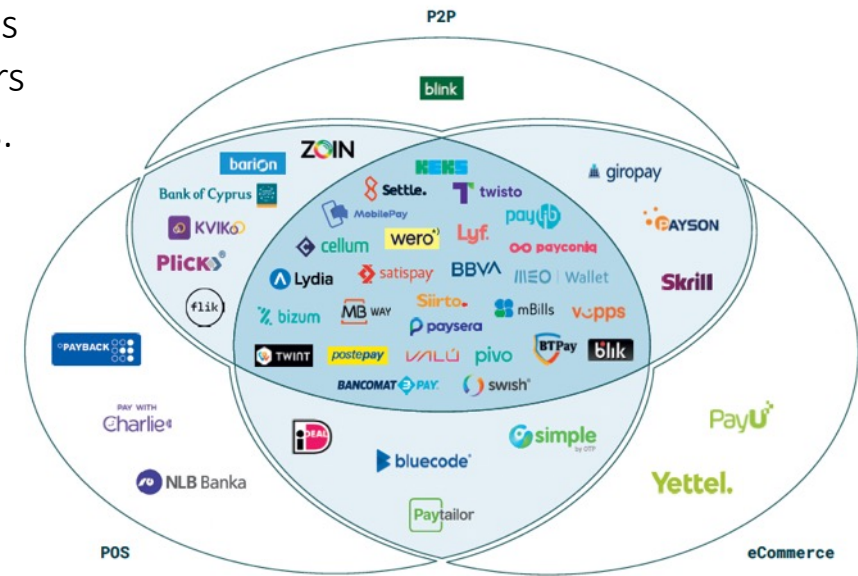 s
P2P
rs
s.
blink
ZOIN
barion
KEKS
giropay
Bank of Cyprus
Settle.
twisto
MobilePay
payfib
PAYSON
KVIKO
cellum
wero
Lyf.
payconiq
PLICK
Lydia
satispay
BBVA
MEO | Wallet
Skrill
flik
Siirto.
bizum
MB WAY
mBills
vipps
paysera
°PAYBACK
TWINT
postepay
VALÚ
pivo
BTPay
blik
BANCOMAT PAY.
swish®
PAY WITH
Charlie
iDEAL
simple
by OTP
PayU
bluecode®
NLB Banka
Yettel.
Paytailor
POS
eCommerce